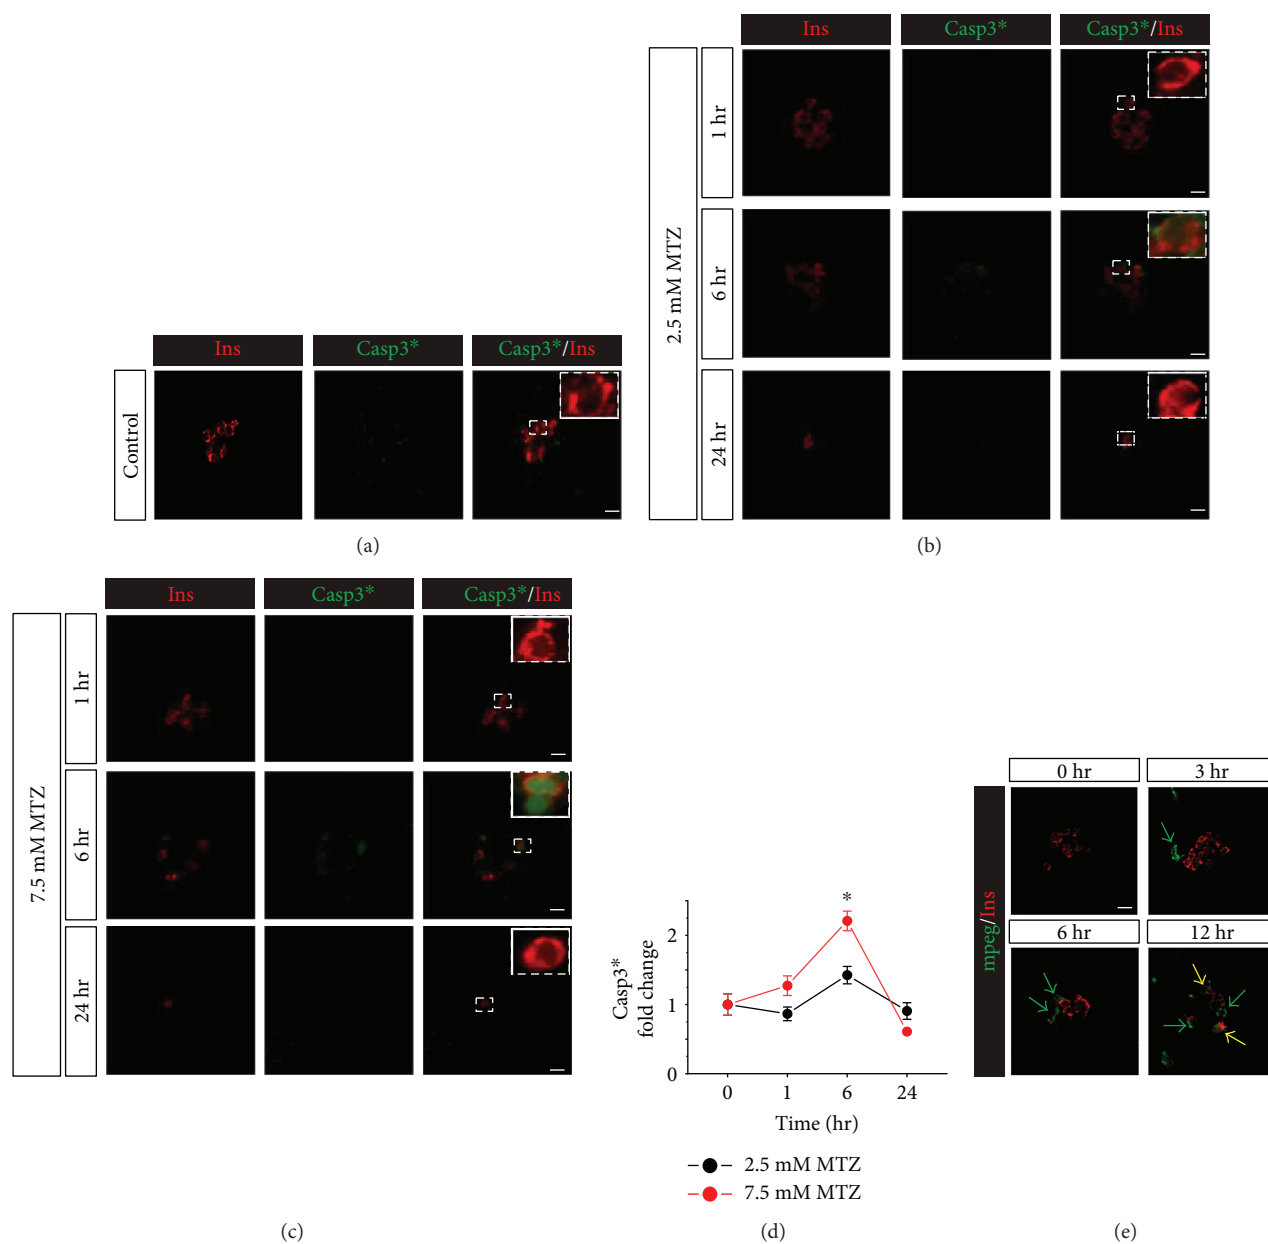 Ins Casp3* Casp3*/Ins
Control
(a)
Ins Casp3* Casp3*/Ins
2.5 mM MTZ
1 hr
6 hr
24 hr
(b)
Ins Casp3* Casp3*/Ins
7.5 mM MTZ
1 hr
6 hr
24 hr
(c)
Casp3*
fold change
2
1
0
*
0 1 6 24
Time (hr)
2.5 mM MTZ
7.5 mM MTZ
(d)
mpeg/Ins
0 hr 3 hr
6 hr 12 hr
(e)